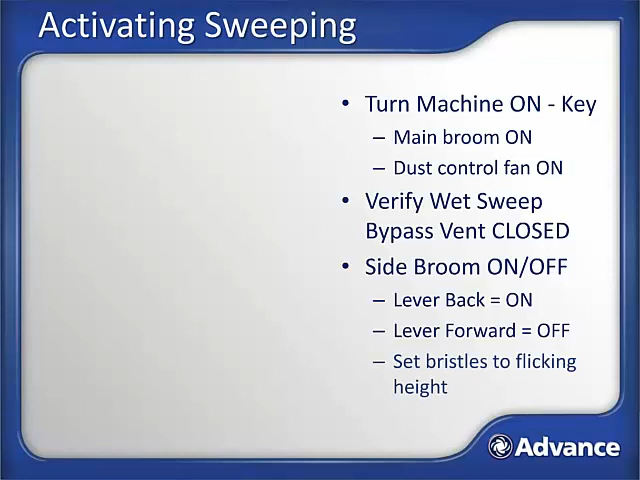 Activating Sweeping
• Turn Machine ON - Key
– Main broom ON
– Dust control fan ON
• Verify Wet Sweep
Bypass Vent CLOSED
• Side Broom ON/OFF
– Lever Back = ON
– Lever Forward = OFF
– Set bristles to flicking
height
Advance